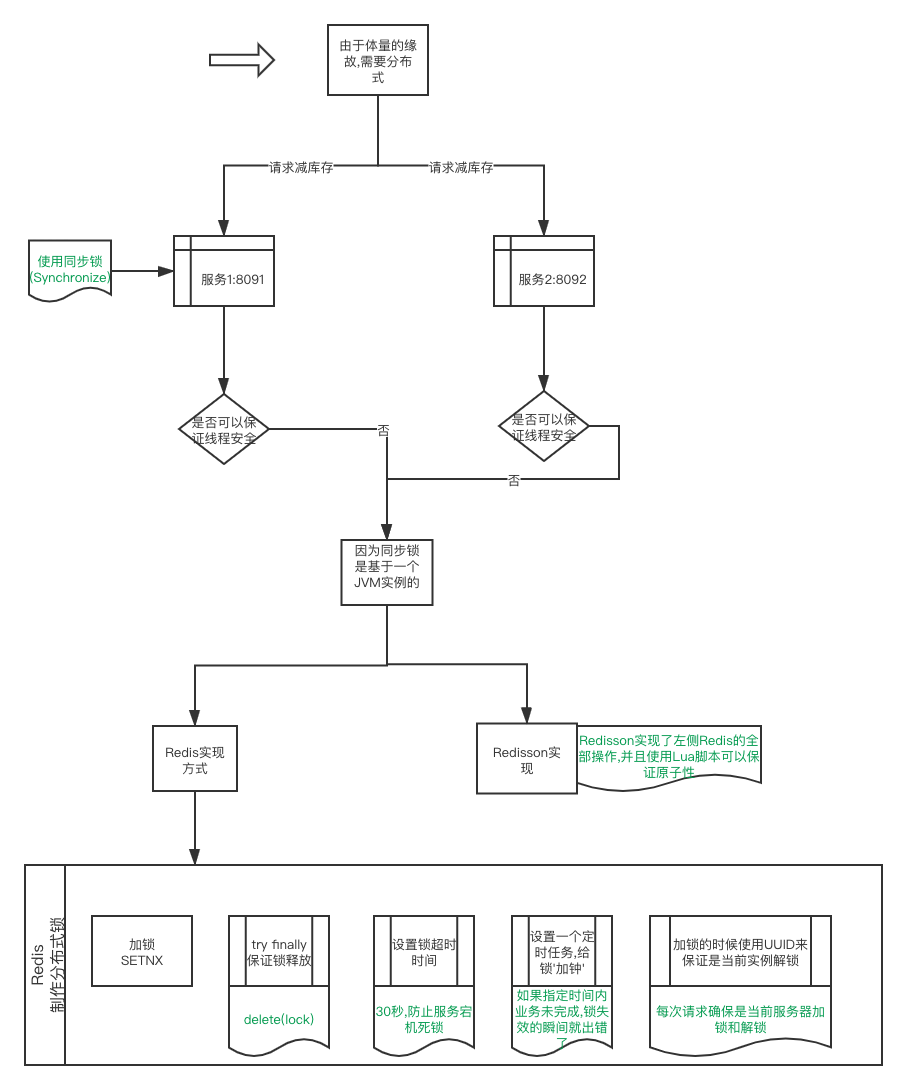 由于体量的缘
故,需要分布
式
请求减库存
请求减库存
使用同步锁
(Synchronize)
服务1:8091
服务2:8092
是否可以保
证线程安全
否
是否可以保
证线程安全
否
因为同步锁
是基于一个
JVM实例的
Redis实现
方式
Redisson实
现
Redisson实现了左侧Redis的全
部操作,并且使用Lua脚本可以保
证原子性
Redis
制作分布式锁
加锁
SETNX
try finally
保证锁释放
delete(lock)
设置锁超时
时间
30秒,防止服务宕
机死锁
设置一个定
时任务,给
锁'加钟'
如果指定时间内
业务未完成,锁失
效的瞬间就出错
了
加锁的时候使用UUID来
保证是当前实例解锁
每次请求确保是当前服务器加
锁和解锁